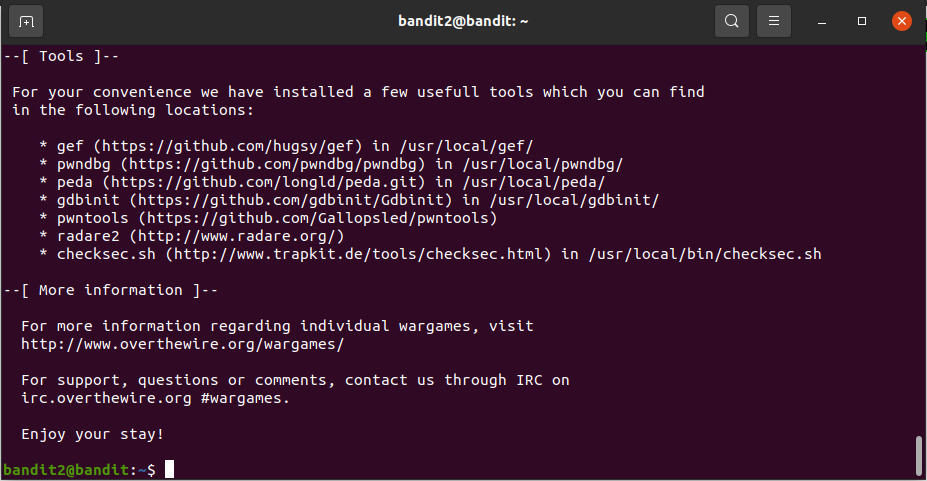 bandit2@bandit: ~
--[ Tools ]--
For your convenience we have installed a few usefull tools which you can find
in the following locations:
* gef (https://github.com/hugsy/gef) in /usr/local/gef/
* pwndbg (https://github.com/pwndbg/pwndbg) in /usr/local/pwndbg/
* peda (https://github.com/longld/peda.git) in /usr/local/peda/
* gdbinit (https://github.com/gdbinit/Gdbinit) in /usr/local/gdbinit/
* pwntools (https://github.com/Gallopsled/pwntools)
* radare2 (http://www.radare.org/)
* checksec.sh (http://www.trapkit.de/tools/checksec.html) in /usr/local/bin/checksec.sh
--[ More information ]--
For more information regarding individual wargames, visit
http://www.overthewire.org/wargames/
For support, questions or comments, contact us through IRC on
irc.overthewire.org #wargames.
Enjoy your stay!
bandit2@bandit:~$